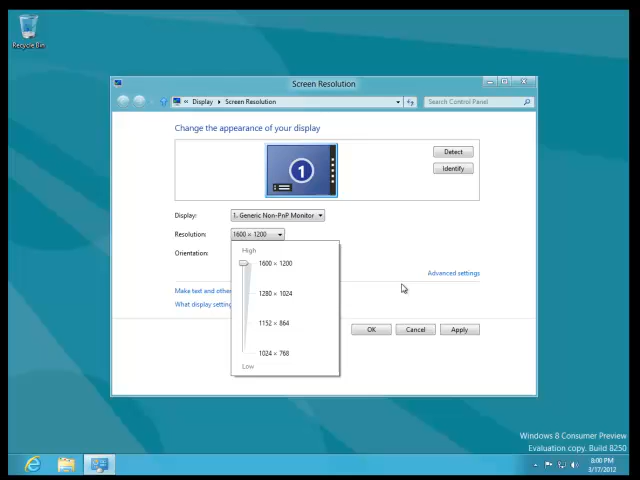 Recycle Bin
Screen Resolution
« Display ▸ Screen Resolution
Search Control Panel
Change the appearance of your display
1
Detect
Identify
Display:
1. Generic Non-PnP Monitor
Resolution:
1600 × 1200
Orientation:
High
1600 × 1200
1280 × 1024
1152 × 864
1024 × 768
Low
Advanced settings
Make text and other
What display setting
OK
Cancel
Apply
Windows 8 Consumer Preview
Evaluation copy. Build 8250
8:00 PM
3/17/2012